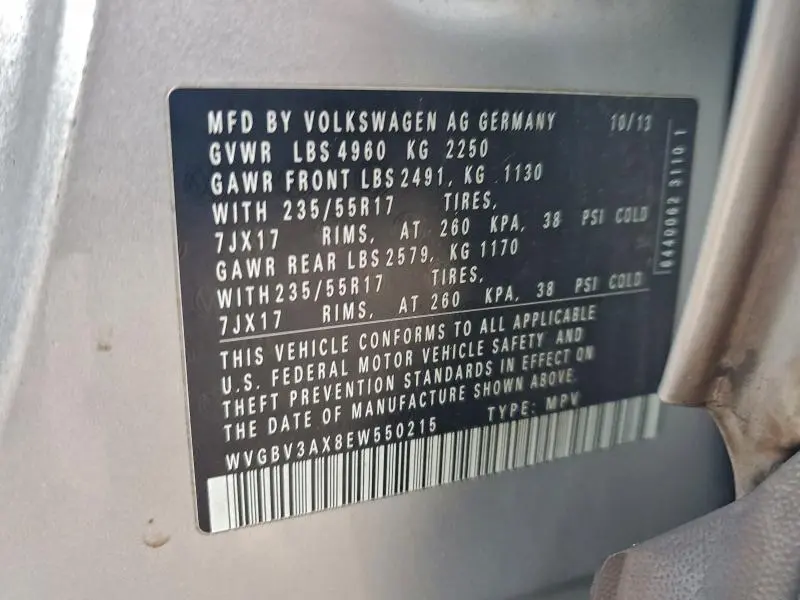 MFD BY VOLKSWAGEN AG GERMANY 10/13
GVWR LBS 4960 KG 2250
GAWR FRONT LBS 2491, KG 1130
WITH 235/55R17 TIRES,
7JX17 RIMS, AT 260 KPA, 38 PSI COLD
GAWR REAR LBS 2579, KG 1170
WITH 235/55R17 TIRES,
7JX17 RIMS, AT 260 KPA, 38 PSI COLD
THIS VEHICLE CONFORMS TO ALL APPLICABLE
U.S. FEDERAL MOTOR VEHICLE SAFETY AND
THEFT PREVENTION STANDARDS IN EFFECT ON
THE DATE OF MANUFACTURE SHOWN ABOVE.
WVGBV3AX8EW550215 TYPE: MPV